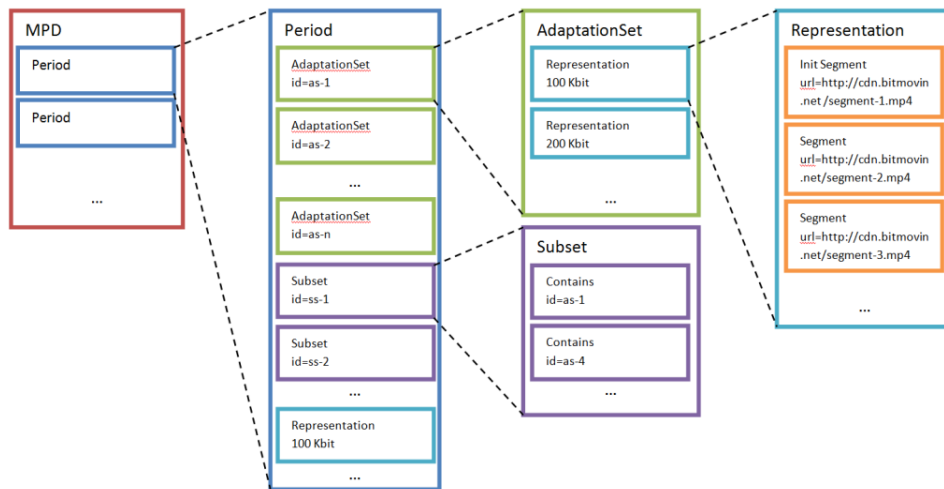 MPD
Period
Period
...
Period
AdaptationSet
id=as-1
AdaptationSet
id=as-2
...
AdaptationSet
id=as-n
Subset
id=ss-1
Subset
id=ss-2
...
Representation
100 Kbit
...
AdaptationSet
Representation
100 Kbit
Representation
200 Kbit
...
Subset
Contains
id=as-1
Contains
id=as-4
...
Representation
Init Segment
url=http://cdn.bitmovin
.net/segment-1.mp4
Segment
url=http://cdn.bitmovin
.net/segment-2.mp4
Segment
url=http://cdn.bitmovin
.net/segment-3.mp4
...